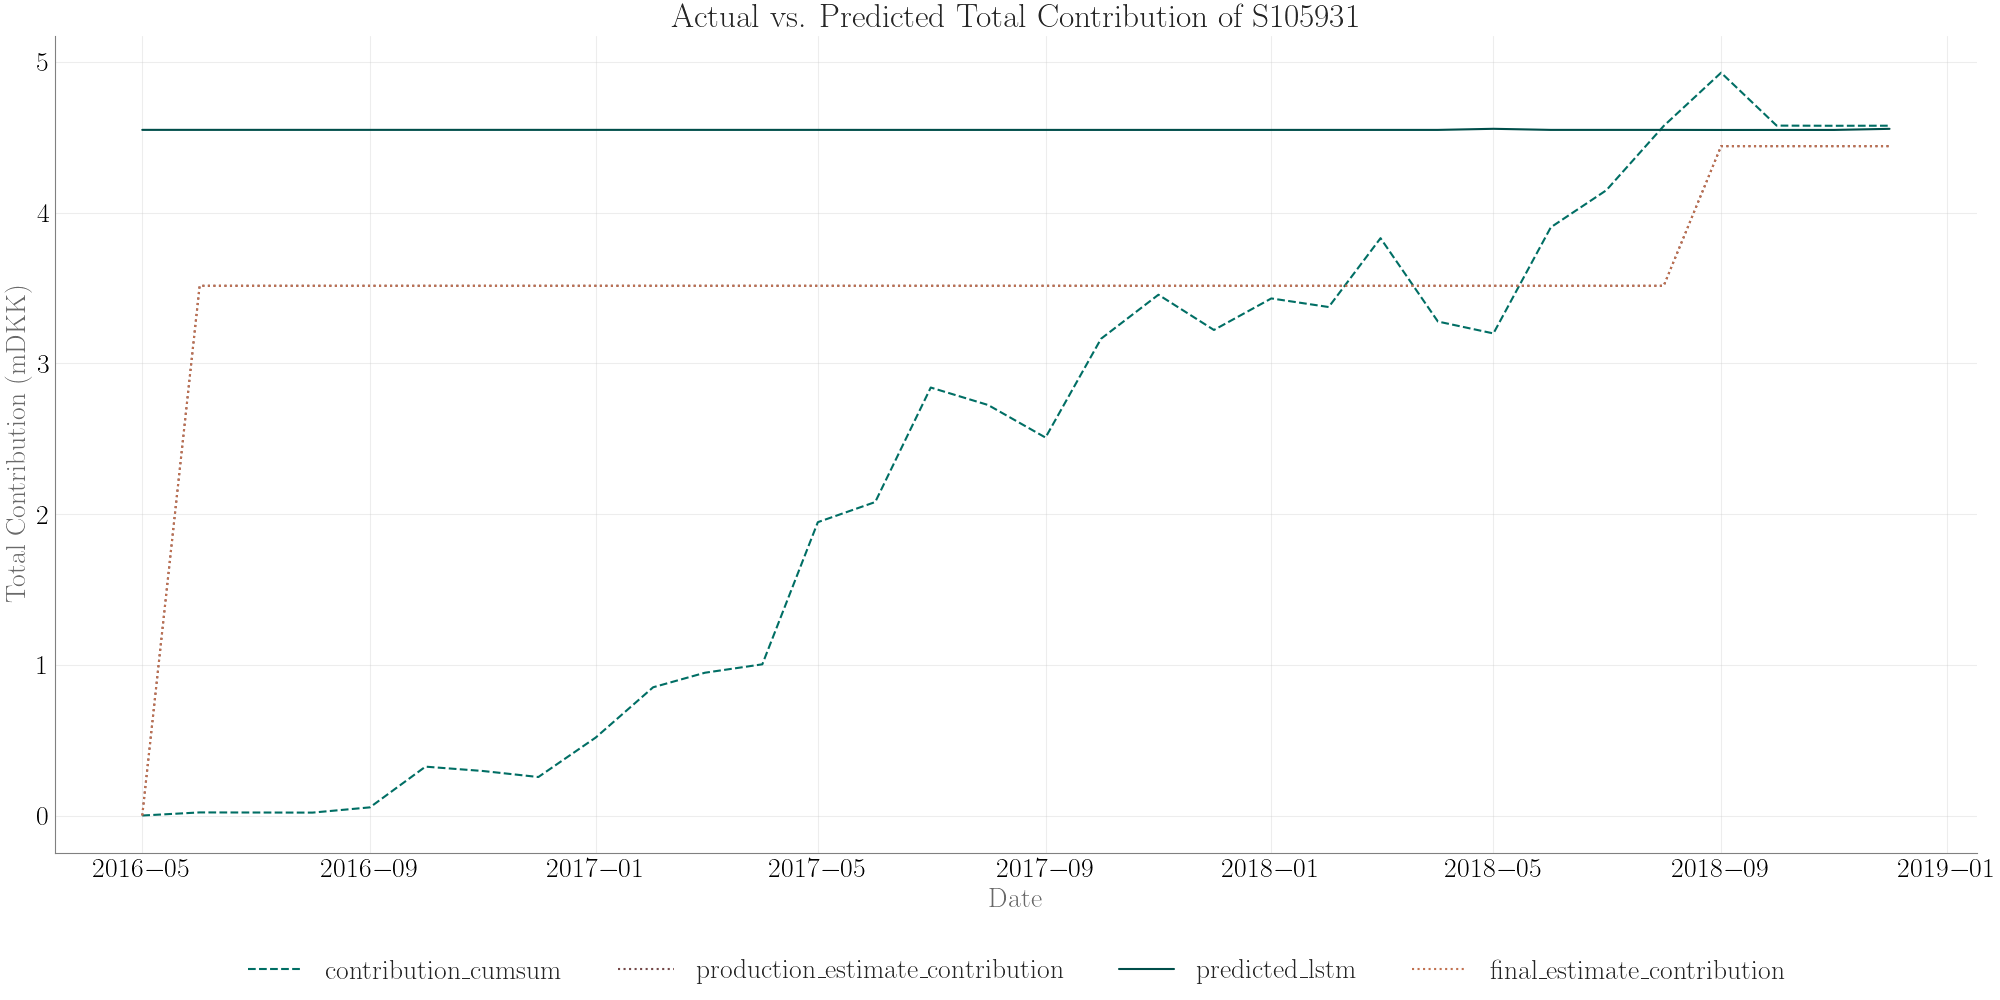 Actual vs. Predicted Total Contribution of S105931
Total Contribution (mDKK)
5
4
3
2
1
0
2016–05 2016–09 2017–01 2017–05 2017–09 2018–01 2018–05 2018–09 2019–01
Date
contribution_cumsum production_estimate_contribution predicted_lstm final_estimate_contribution